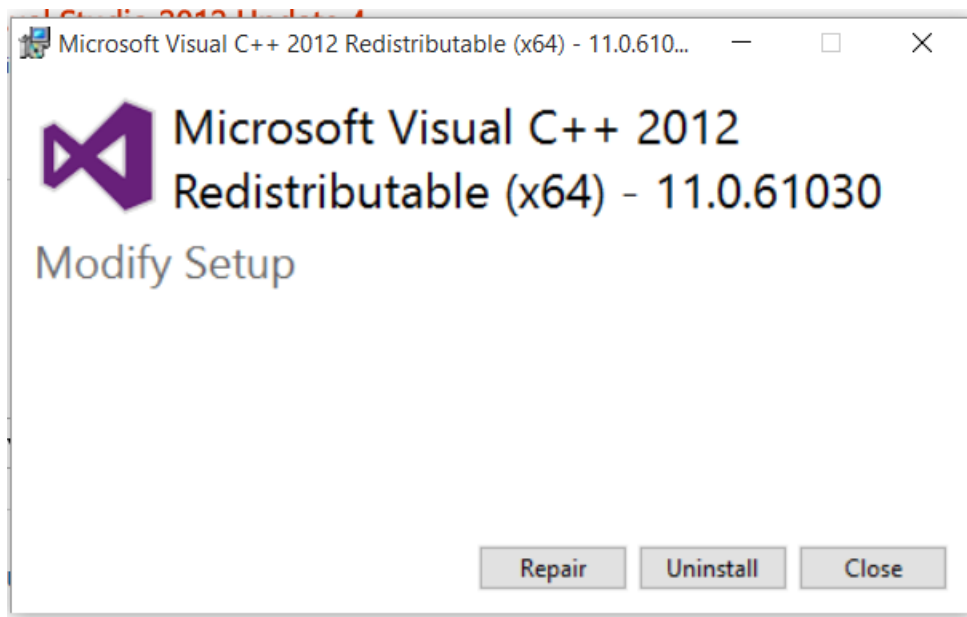 Microsoft Visual C++ 2012 Redistributable (x64) - 11.0.610...
Microsoft Visual C++ 2012
Redistributable (x64) - 11.0.61030
Modify Setup
Repair
Uninstall
Close